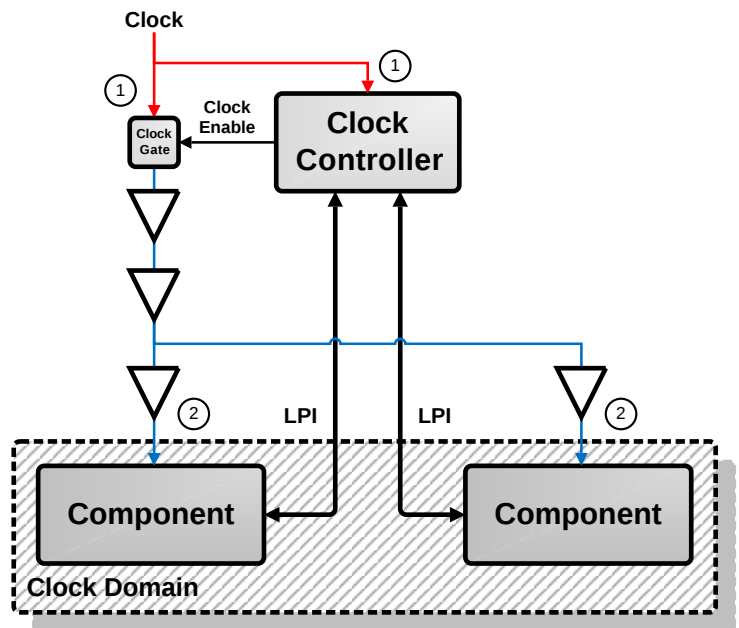 Clock
1
1
Clock
Enable
Clock
Gate
Clock
Controller
2
LPI
LPI
2
Component
Component
Clock Domain